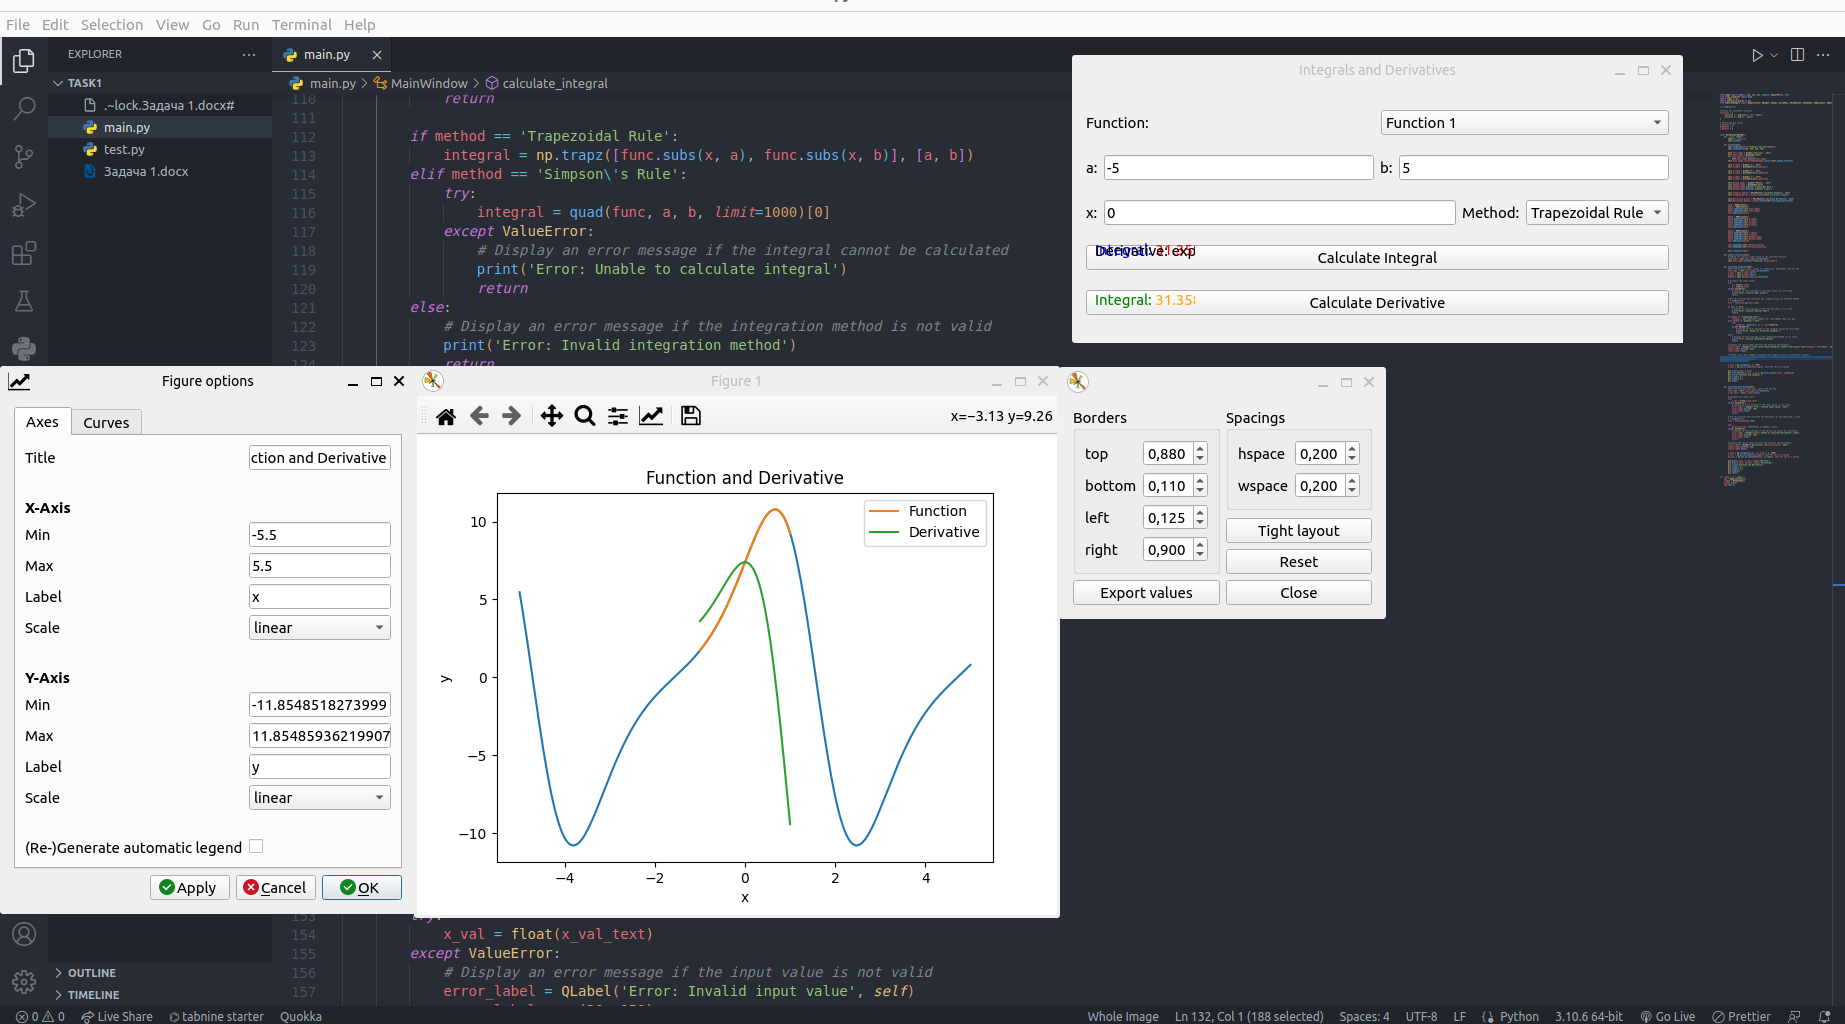 File Edit Selection View Go Run Terminal Help
EXPLORER
TASK1
.~lock.Задача 1.docx#
main.py
test.py
Задача 1.docx
OUTLINE
TIMELINE
main.py
main.py > MainWindow > calculate_integral
110 return
111
112 if method == 'Trapezoidal Rule':
113 integral = np.trapz([func.subs(x, a), func.subs(x, b)], [a, b])
114 elif method == 'Simpson\'s Rule':
115 try:
116 integral = quad(func, a, b, limit=1000)[0]
117 except ValueError:
118 # Display an error message if the integral cannot be calculated
119 print('Error: Unable to calculate integral')
120 return
121 else:
122 # Display an error message if the integration method is not valid
123 print('Error: Invalid integration method')
124 return
153 try:
154 x_val = float(x_val_text)
155 except ValueError:
156 # Display an error message if the input value is not valid
157 error_label = QLabel('Error: Invalid input value', self)
Integrals and Derivatives
Function: Function 1
a: -5 b: 5
x: 0 Method: Trapezoidal Rule
Derivative: exp
Calculate Integral
Integral: 31.35
Calculate Derivative
Figure options
Axes Curves
Title ction and Derivative
X-Axis
Min -5.5
Max 5.5
Label x
Scale linear
Y-Axis
Min -11.8548518273999
Max 11.85485936219907
Label y
Scale linear
(Re-)Generate automatic legend
Apply Cancel OK
Figure 1
x=−3.13 y=9.26
Function and Derivative
Function
Derivative
10
5
0
−5
−10
y
−4 −2 0 2 4
x
Borders
top 0,880
bottom 0,110
left 0,125
right 0,900
Export values
Spacings
hspace 0,200
wspace 0,200
Tight layout
Reset
Close
0 0 Live Share tabnine starter Quokka
Whole Image Ln 132, Col 1 (188 selected) Spaces: 4 UTF-8 LF Python 3.10.6 64-bit Go Live Prettier